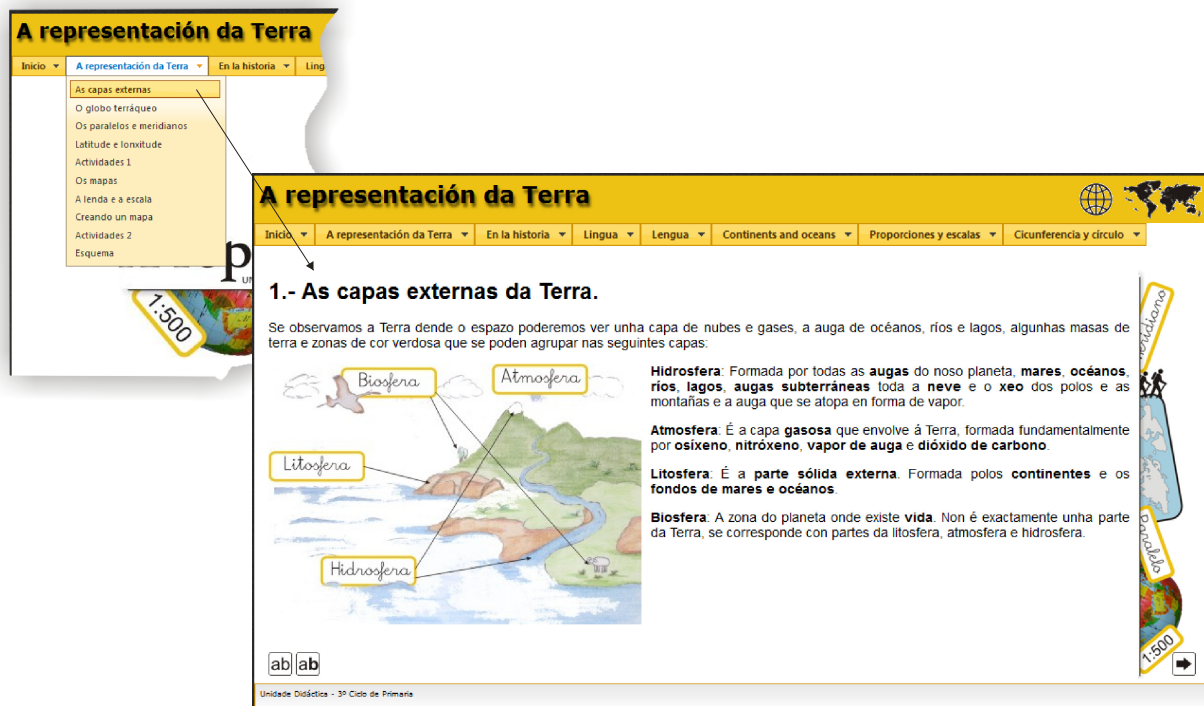 A representación da Terra
Inicio
A representación da Terra
En la historia
Ling
As capas externas
O globo terráqueo
Os paralelos e meridianos
Latitude e lonxitude
Actividades 1
Os mapas
A lenda e a escala
Creando un mapa
Actividades 2
Esquema
1:500
A representación da Terra
Inicio
A representación da Terra
En la historia
Lingua
Lengua
Continents and oceans
Proporciones y escalas
Cicunferencia y círculo
1.- As capas externas da Terra.
Se observamos a Terra dende o espazo poderemos ver unha capa de nubes e gases, a auga de océanos, ríos e lagos, algunhas masas de
terra e zonas de cor verdosa que se poden agrupar nas seguintes capas:
Biosfera
Atmosfera
Litosfera
Hidrosfera
Hidrosfera: Formada por todas as augas do noso planeta, mares, océanos,
ríos, lagos, augas subterráneas toda a neve e o xeo dos polos e as
montañas e a auga que se atopa en forma de vapor.
Atmosfera: É a capa gasosa que envolve á Terra, formada fundamentalmente
por osíxeno, nitróxeno, vapor de auga e dióxido de carbono.
Litosfera: É a parte sólida externa. Formada polos continentes e os
fondos de mares e océanos.
Biosfera: A zona do planeta onde existe vida. Non é exactamente unha parte
da Terra, se corresponde con partes da litosfera, atmosfera e hidrosfera.
eridiano
Paralelo
1:500
ab ab
Unidade Didáctica - 3º Ciclo de Primaria